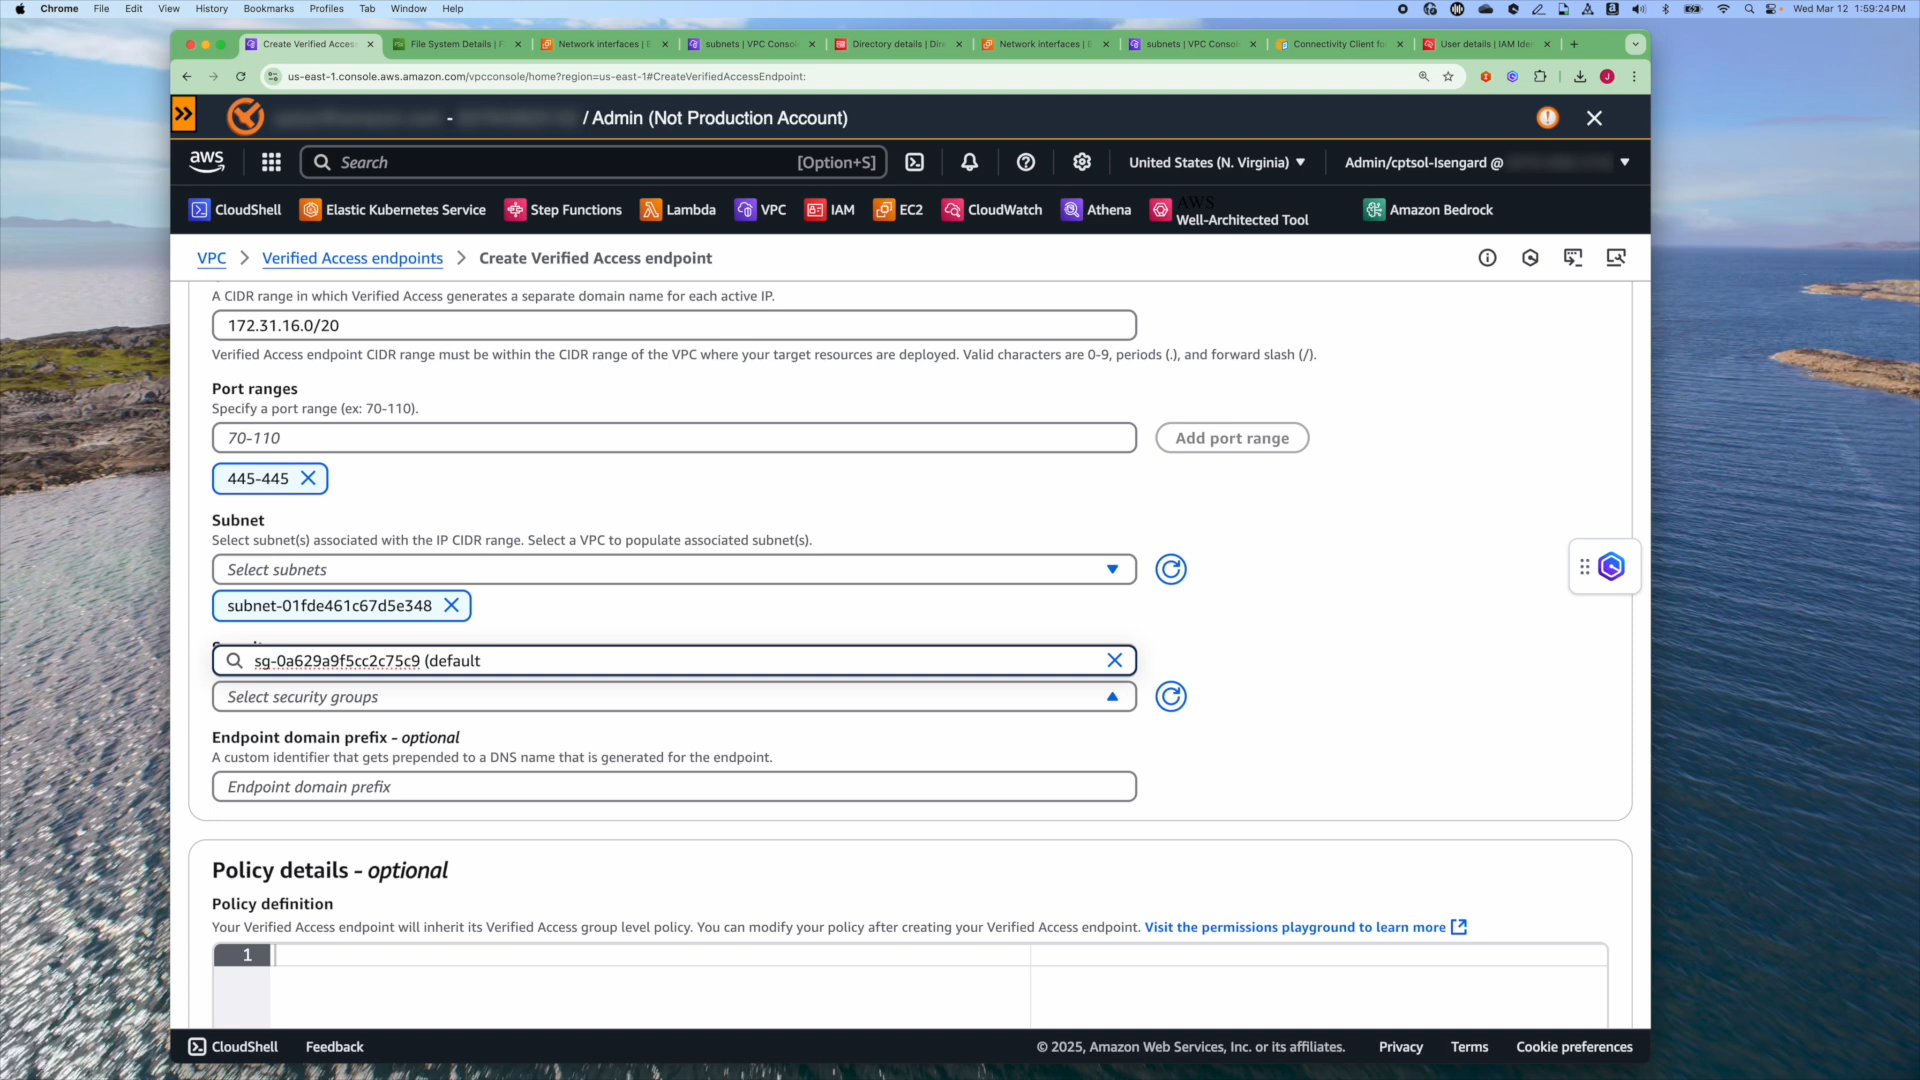 Chrome File Edit View History Bookmarks Profiles Tab Window Help Wed Mar 12 1:59:24 PM
Create Verified Access File System Details | F Network interfaces | E subnets | VPC Consol Directory details | Dire Network interfaces | E subnets | VPC Consol Connectivity Client for User details | IAM Iden
us-east-1.console.aws.amazon.com/vpcconsole/home?region=us-east-1#CreateVerifiedAccessEndpoint:
- / Admin (Not Production Account)
aws Search [Option+S] United States (N. Virginia) Admin/cptsol-Isengard @
CloudShell Elastic Kubernetes Service Step Functions Lambda VPC IAM EC2 CloudWatch Athena AWS Well-Architected Tool Amazon Bedrock
VPC > Verified Access endpoints > Create Verified Access endpoint
A CIDR range in which Verified Access generates a separate domain name for each active IP.
172.31.16.0/20
Verified Access endpoint CIDR range must be within the CIDR range of the VPC where your target resources are deployed. Valid characters are 0-9, periods (.), and forward slash (/).
Port ranges
Specify a port range (ex: 70-110).
70-110 Add port range
445-445
Subnet
Select subnet(s) associated with the IP CIDR range. Select a VPC to populate associated subnet(s).
Select subnets
subnet-01fde461c67d5e348
sg-0a629a9f5cc2c75c9 (default
Select security groups
Endpoint domain prefix - optional
A custom identifier that gets prepended to a DNS name that is generated for the endpoint.
Endpoint domain prefix
Policy details - optional
Policy definition
Your Verified Access endpoint will inherit its Verified Access group level policy. You can modify your policy after creating your Verified Access endpoint. Visit the permissions playground to learn more
1
CloudShell Feedback © 2025, Amazon Web Services, Inc. or its affiliates. Privacy Terms Cookie preferences